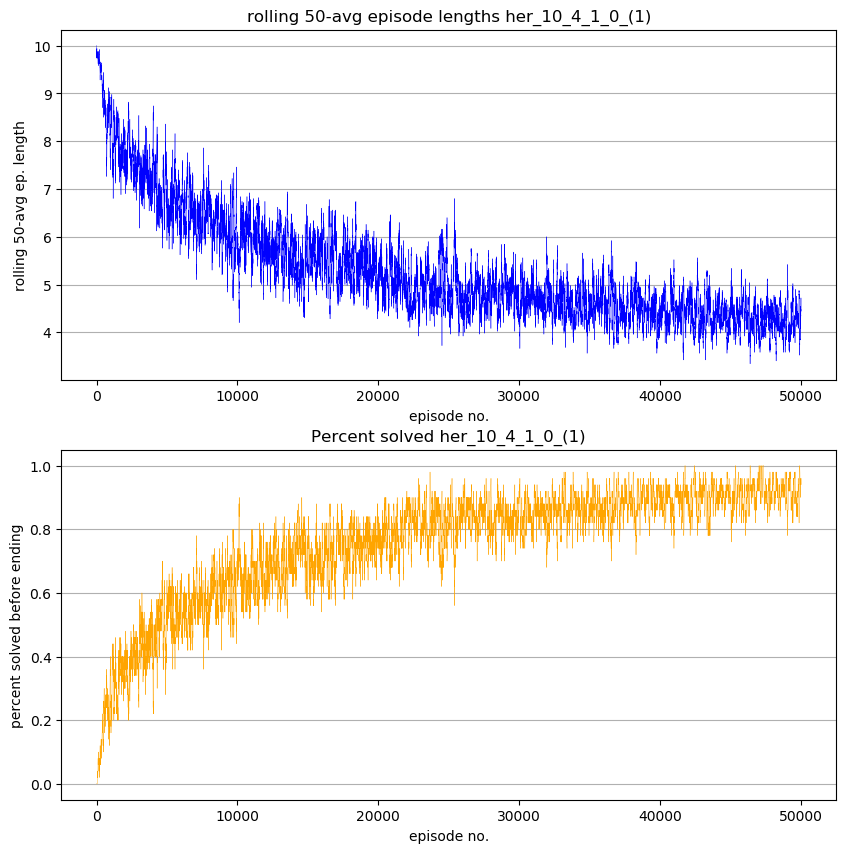 rolling 50-avg episode lengths her_10_4_1_0_(1)
rolling 50-avg ep. length
10
9
8
7
6
5
4
0 10000 20000 30000 40000 50000
episode no.
Percent solved her_10_4_1_0_(1)
percent solved before ending
1.0
0.8
0.6
0.4
0.2
0.0
0 10000 20000 30000 40000 50000
episode no.